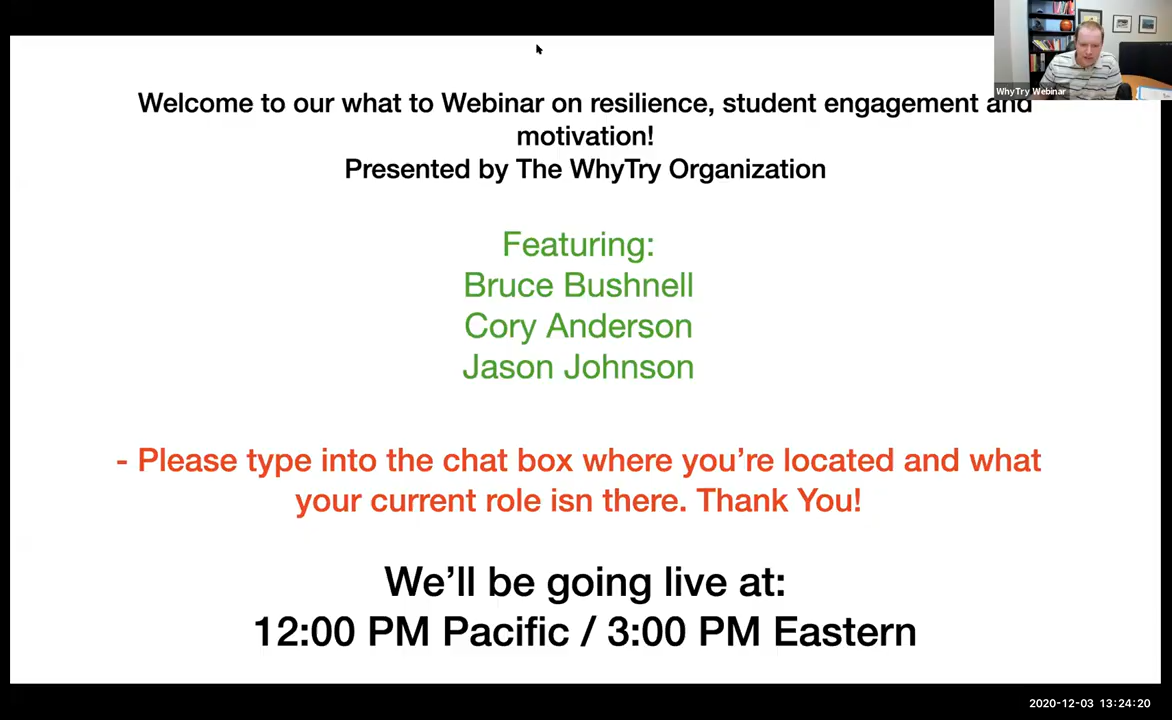 Welcome to our what to Webinar on resilience, student engagement and
motivation!
Presented by The WhyTry Organization
WhyTry Webinar
Featuring:
Bruce Bushnell
Cory Anderson
Jason Johnson
- Please type into the chat box where you're located and what
your current role isn there. Thank You!
We'll be going live at:
12:00 PM Pacific / 3:00 PM Eastern
2020-12-03 13:24:20